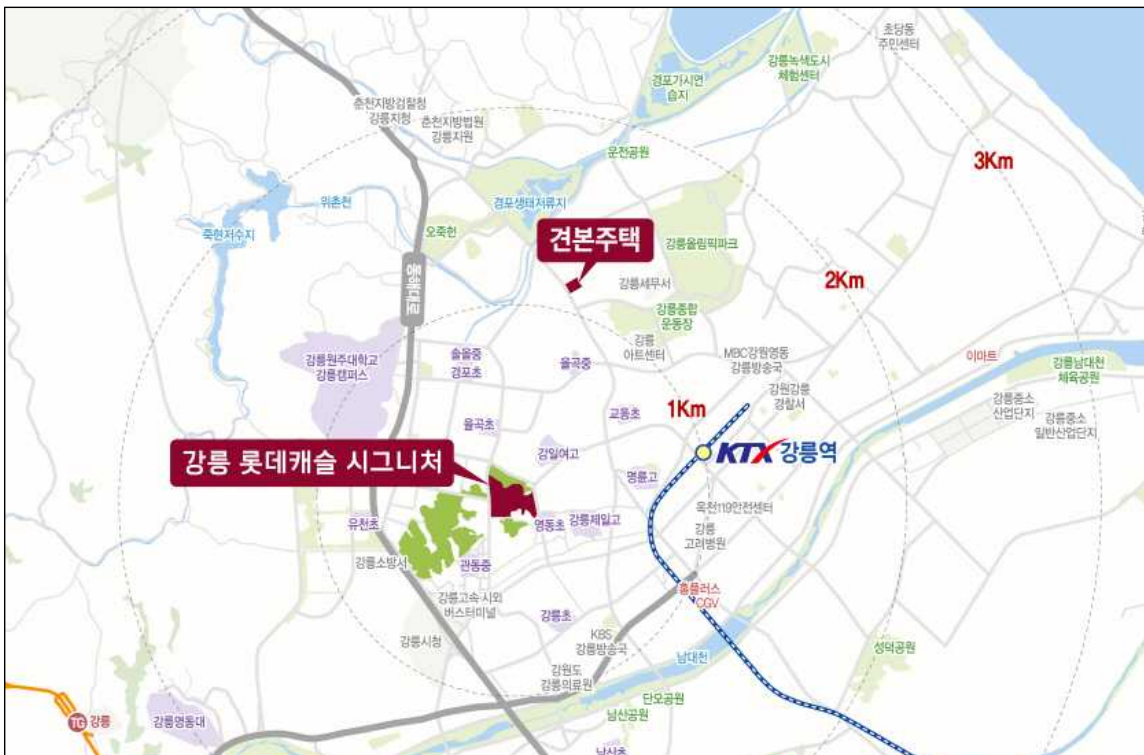 초당동
주민센터
강릉녹색도시
체험센터
경포가시연
습지
춘천지방검찰청
강릉지청
춘천지방법원
강릉지원
운전공원
3Km
위촌천
경포생태저류지
죽헌저수지
오죽헌
견본주택
강릉올림픽파크
동해대로
강릉세무서
2Km
강릉종합
운동장
강릉
아트센터
MBC강원영동
강릉방송국
이마트
강릉남대천
체육공원
강릉원주대학교
강릉캠퍼스
솔올중
경포초
율곡중
강원강릉
경찰서
강릉중소
산업단지
강릉중소
일반산업단지
1Km
교동초
율곡초
KTX 강릉역
강릉 롯데캐슬 시그니처
강일여고
명륜고
옥천119안전센터
유천초
영동초
강릉제일고
강릉
고려병원
강릉소방서
관동중
홈플러스
CGV
강릉고속·시외
버스터미널
강릉초
KBS
강릉방송국
강릉시청
남대천
성덕공원
강원도
강릉의료원
단오공원
남산공원
TG 강릉
강릉영동대
남산초